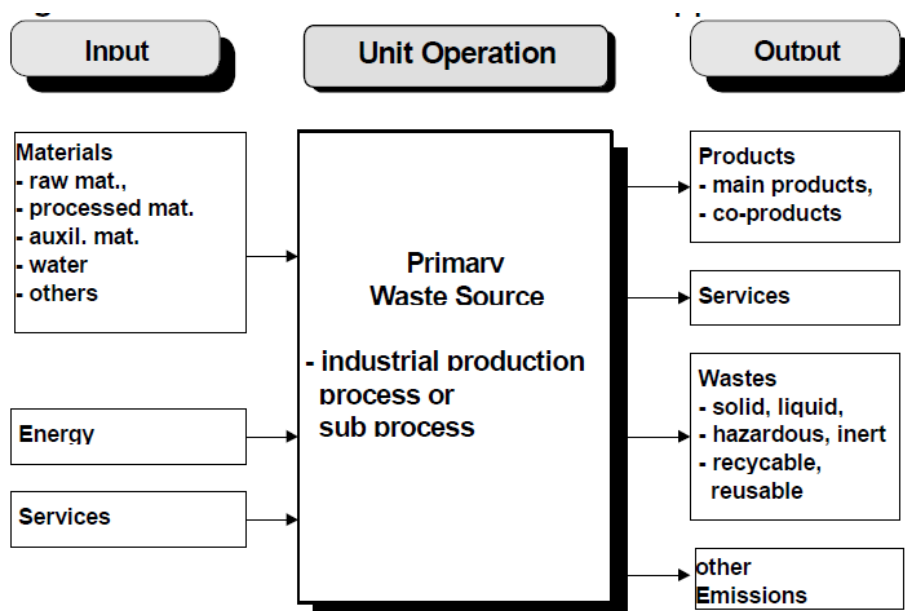 Input
Unit Operation
Output
Materials
- raw mat.,
- processed mat.
- auxil. mat.
- water
- others
Energy
Services
Primary
Waste Source
- industrial production
process or
sub process
Products
- main products,
- co-products
Services
Wastes
- solid, liquid,
- hazardous, inert
- recycable,
reusable
other
Emissions